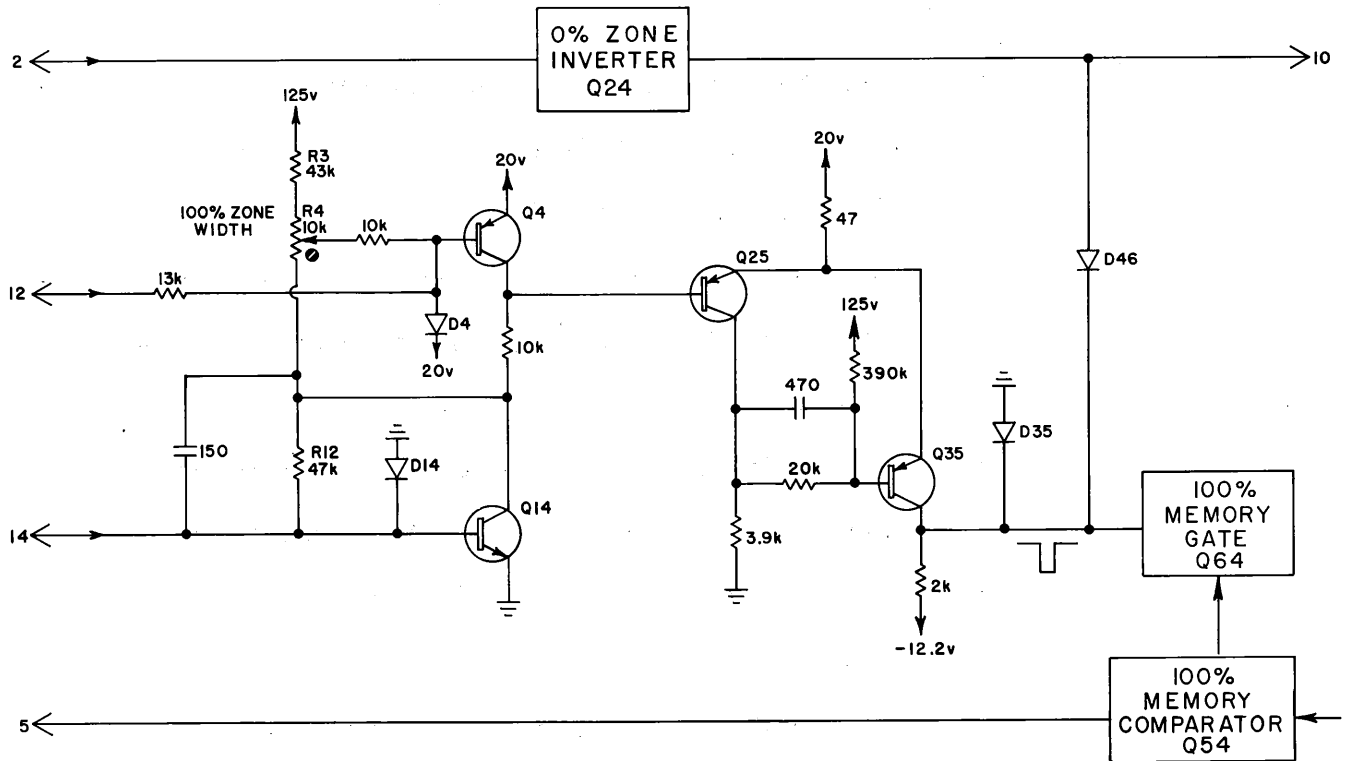 2
0% ZONE
INVERTER
Q24
10
125v
R3
43k
20v
20v
100% ZONE
WIDTH
R4
10k
10k
Q4
47
12
13k
Q25
D46
D4
20v
10k
125v
390k
470
150
R12
47k
D14
D35
Q35
20k
14
Q14
3.9k
2k
-12.2v
100%
MEMORY
GATE
Q64
5
100%
MEMORY
COMPARATOR
Q54